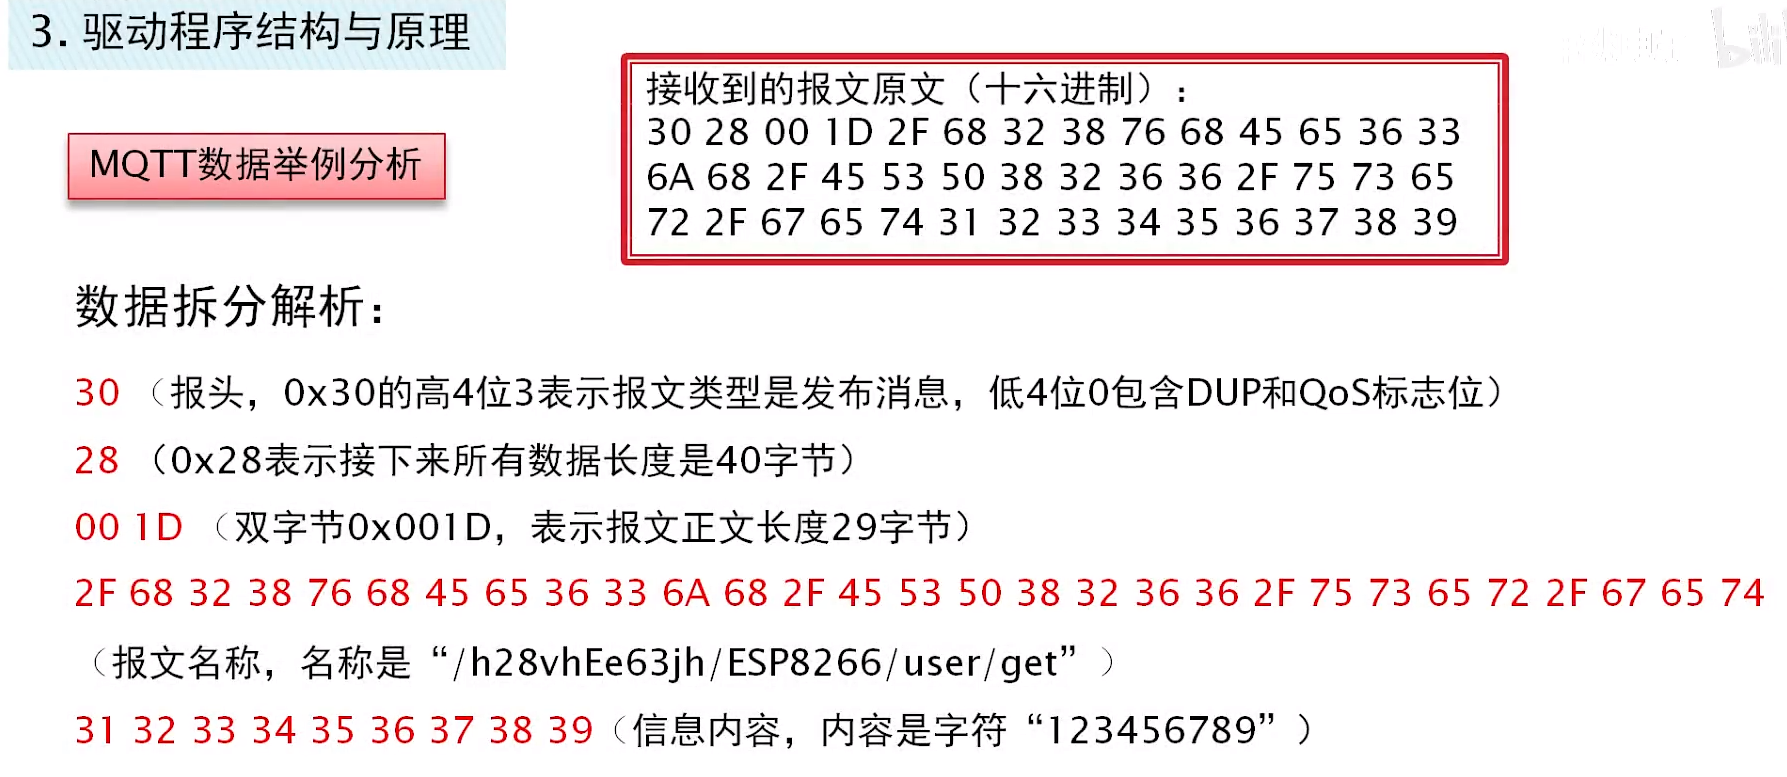 3. 驱动程序结构与原理
MQTT数据举例分析
接收到的报文原文（十六进制）:
30 28 00 1D 2F 68 32 38 76 68 45 65 36 33
6A 68 2F 45 53 50 38 32 36 36 2F 75 73 65
72 2F 67 65 74 31 32 33 34 35 36 37 38 39
数据拆分解析:
30 （报头，0x30的高4位3表示报文类型是发布消息，低4位0包含DUP和QoS标志位）
28 （0x28表示接下来所有数据长度是40字节）
00 1D （双字节0x001D，表示报文正文长度29字节）
2F 68 32 38 76 68 45 65 36 33 6A 68 2F 45 53 50 38 32 36 36 2F 75 73 65 72 2F 67 65 74
（报文名称，名称是“/h28vhEe63jh/ESP8266/user/get”）
31 32 33 34 35 36 37 38 39（信息内容，内容是字符“123456789”）